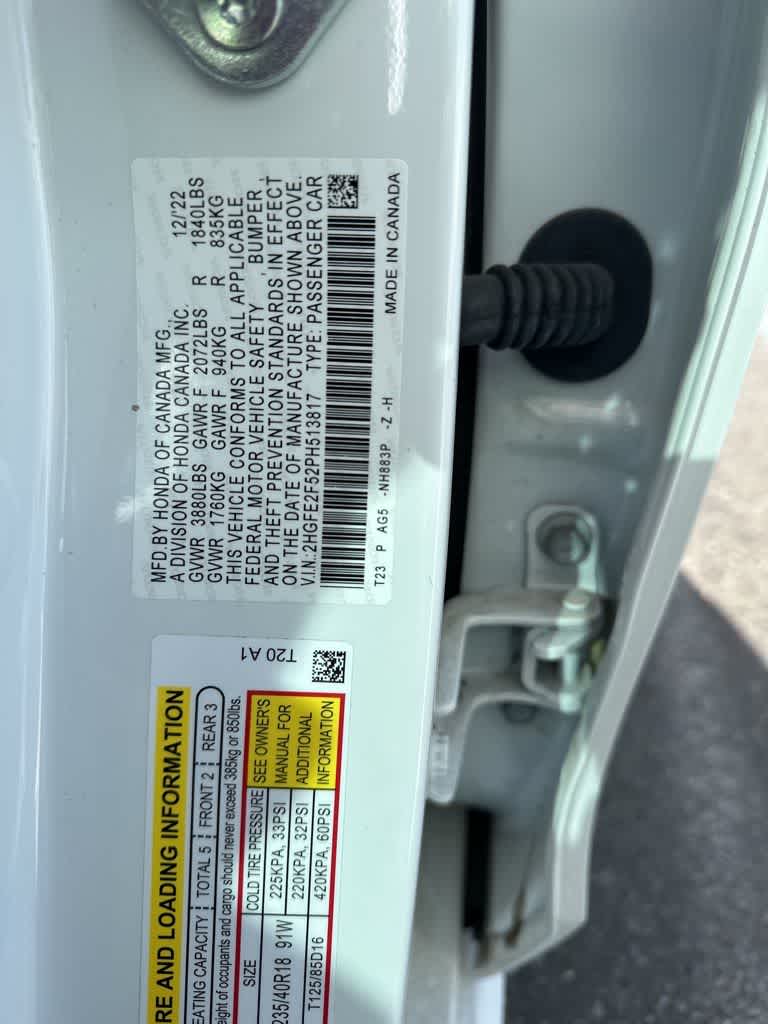 MFD.BY HONDA OF CANADA MFG., 12/'22
A DIVISION OF HONDA CANADA INC.
GVWR 3880LBS GAWR F 2072LBS R 1840LBS
GVWR 1760KG GAWR F 940KG R 835KG
THIS VEHICLE CONFORMS TO ALL APPLICABLE
FEDERAL MOTOR VEHICLE SAFETY , BUMPER ,
AND THEFT PREVENTION STANDARDS IN EFFECT
ON THE DATE OF MANUFACTURE SHOWN ABOVE.
V.I.N.:2HGFE2F52PH513817 TYPE: PASSENGER CAR
T23 P AG5 -NH883P -Z -H
MADE IN CANADA
T20 A1
RE AND LOADING INFORMATION
EATING CAPACITY TOTAL 5 FRONT 2 REAR 3
eight of occupants and cargo should never exceed 385kg or 850lbs.
SIZE COLD TIRE PRESSURE SEE OWNER'S
235/40R18 91W 225KPA, 33PSI MANUAL FOR
220KPA, 32PSI ADDITIONAL
T125/85D16 420KPA, 60PSI INFORMATION